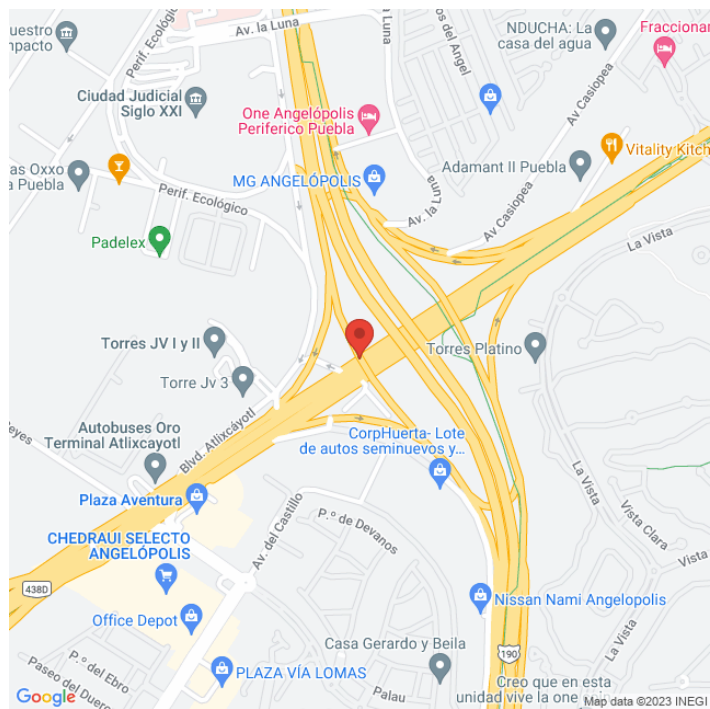 uestro
mpacto
Perif. Ecológico
Av. la Luna
la Luna
os del Angel
NDUCHA: La
casa del agua
Fraccionar
Ciudad Judicial
Siglo XXI
One Angelópolis
Periferico Puebla
Av Casiopea
Vitality Kitch
as Oxxo
a Puebla
Perif. Ecológico
MG ANGELÓPOLIS
Adamant II Puebla
Av. la Luna
Av Casiopea
Padelex
La Vista
Torres JV I y II
Torres Platino
Torre Jv 3
Autobuses Oro
Terminal Atlixcayotl
Blvd. Atlixcáyotl
eyes
CorpHuerta- Lote
de autos seminuevos y...
La Vista
Plaza Aventura
Av. del Castillo
P.º de Devanos
Vista Clara
Vista
CHEDRAUI SELECTO
ANGELÓPOLIS
438D
Office Depot
Nissan Nami Angelopolis
La Vista
Casa Gerardo y Beila
190
P.º del Ebro
Paseo del Duero
PLAZA VÍA LOMAS
Palau
Creo que en esta
unidad vive la one
Google
Map data ©2023 INEGI